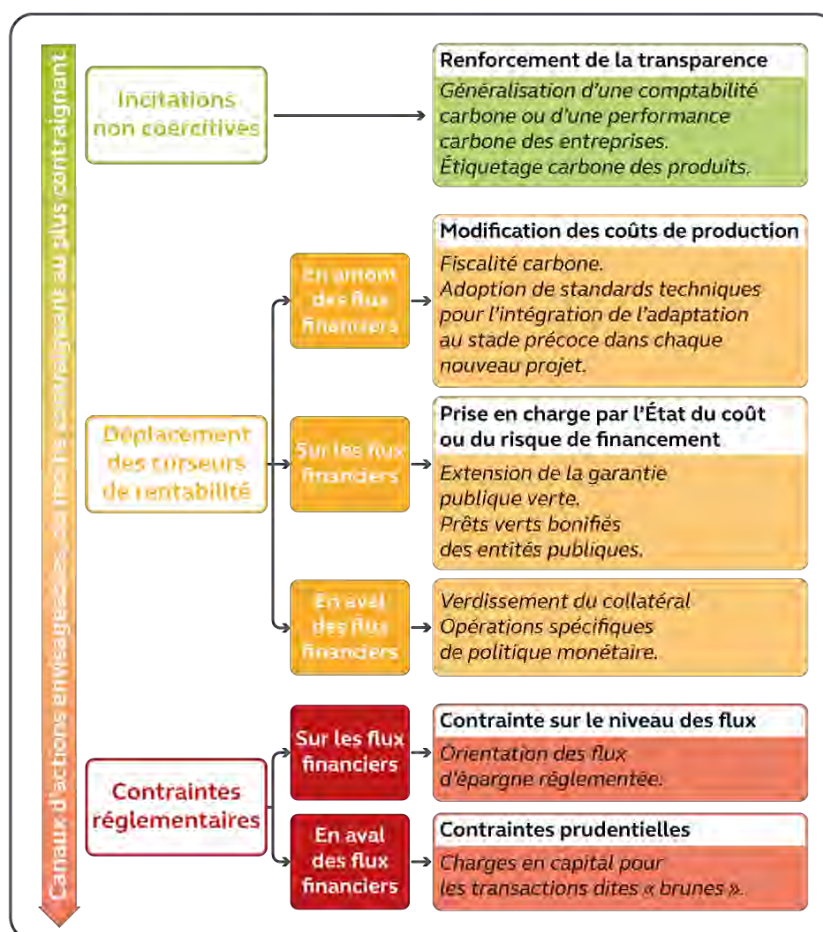 Canaux d'actions envisageables, du moins contraignant au plus contraignant
Incitations
non coercitives
Renforcement de la transparence
Généralisation d'une comptabilité
carbone ou d'une performance
carbone des entreprises.
Étiquetage carbone des produits.
Déplacement
des curseurs
de rentabilité
En amont
des flux
financiers
Modification des coûts de production
Fiscalité carbone.
Adoption de standards techniques
pour l'intégration de l'adaptation
au stade précoce dans chaque
nouveau projet.
Sur les flux
financiers
Prise en charge par l'État du coût
ou du risque de financement
Extension de la garantie
publique verte.
Prêts verts bonifiés
des entités publiques.
En aval
des flux
financiers
Verdissement du collatéral
Opérations spécifiques
de politique monétaire.
Contraintes
réglementaires
Sur les flux
financiers
Contrainte sur le niveau des flux
Orientation des flux
d'épargne réglementée.
En aval
des flux
financiers
Contraintes prudentielles
Charges en capital pour
les transactions dites « brunes ».